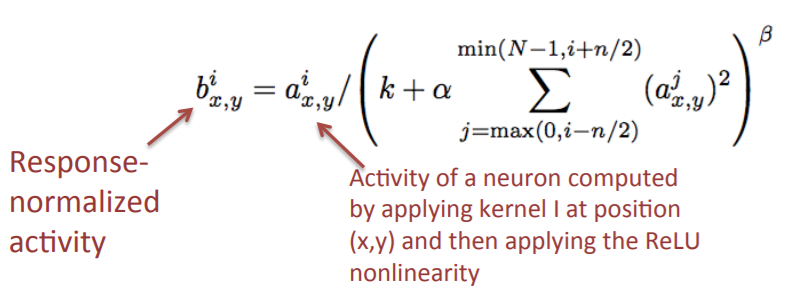 b^i_{x,y} = a^i_{x,y} / ( k + α ∑_{j=max(0,i−n/2)}^{min(N−1,i+n/2)} (a^j_{x,y})^2 )^β
Response-
normalized
activity
Activity of a neuron computed
by applying kernel I at position
(x,y) and then applying the ReLU
nonlinearity